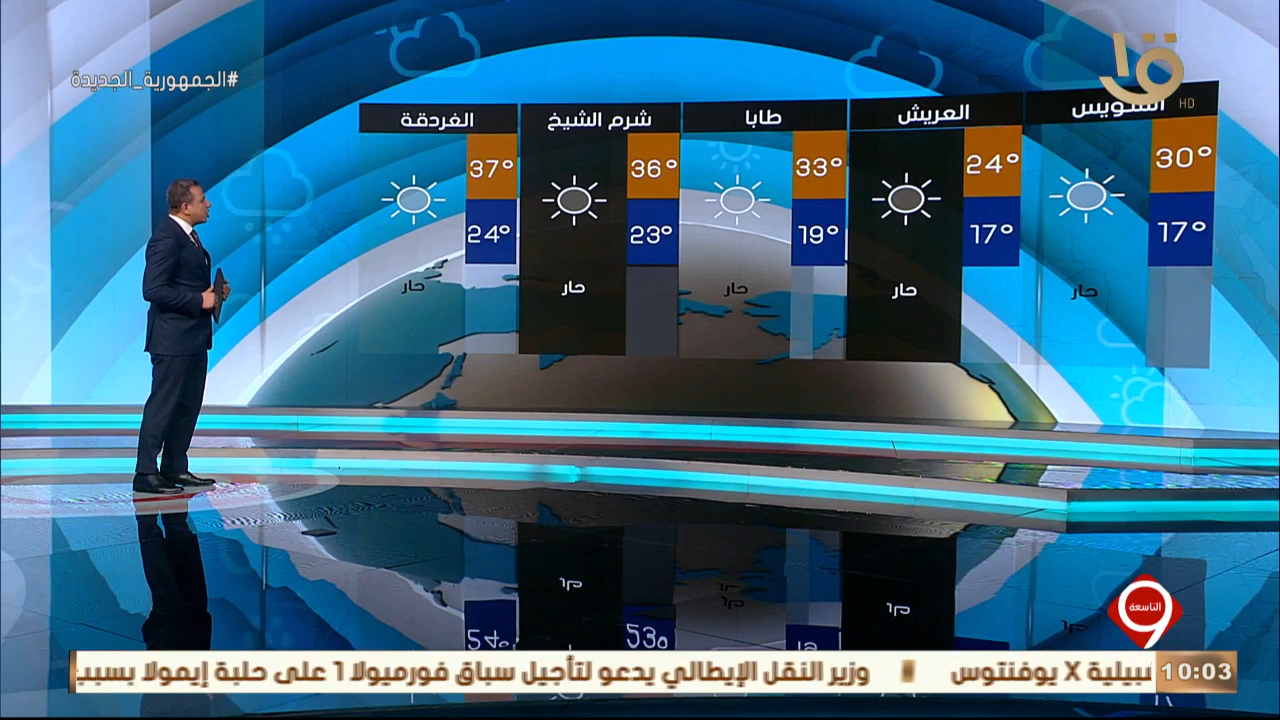 #الجمهورية_الجديدة
HD
السويس
30°
17°
حار
العريش
24°
17°
حار
طابا
33°
19°
حار
شرم الشيخ
36°
23°
حار
الغردقة
37°
24°
حار
التاسعة
9
10:03
يوفنتوس X شبيلية
وزير النقل الإيطالي يدعو لتأجيل سباق فورميولا 1 على حلبة إيمولا بسبب